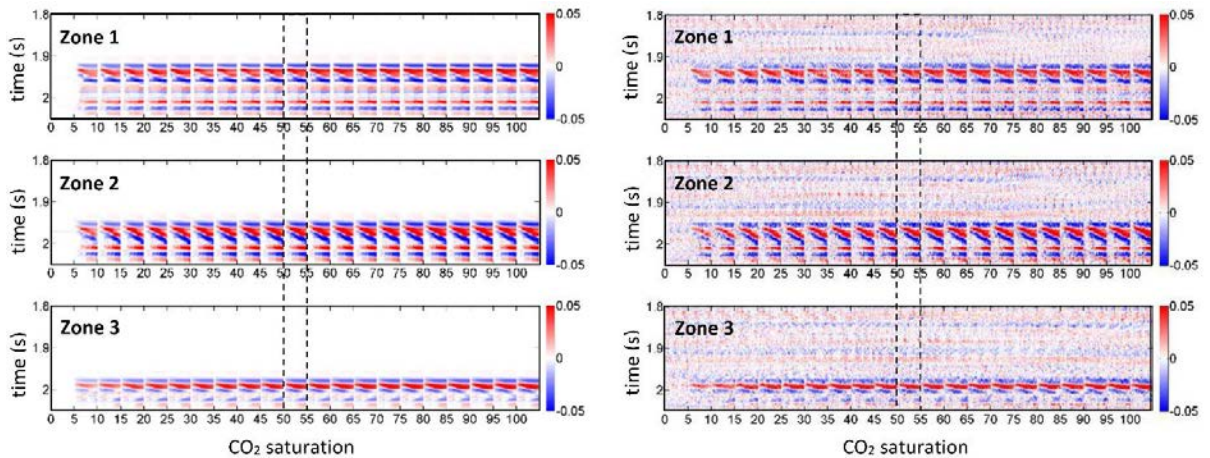 1.8 0.05 1.8 0.05
Zone 1 Zone 1
time (s) 1.9 0 time (s) 1.9 0
2 -0.05 2 -0.05
0 5 10 15 20 25 30 35 40 45 50 55 60 65 70 75 80 85 90 95 100 0 5 10 15 20 25 30 35 40 45 50 55 60 65 70 75 80 85 90 95 100
1.8 0.05 1.8 0.05
Zone 2 Zone 2
time (s) 1.9 0 time (s) 1.9 0
2 -0.05 2 -0.05
0 5 10 15 20 25 30 35 40 45 50 55 60 65 70 75 80 85 90 95 100 0 5 10 15 20 25 30 35 40 45 50 55 60 65 70 75 80 85 90 95 100
1.8 0.05 1.8 0.05
Zone 3 Zone 3
time (s) 1.9 0 time (s) 1.9 0
2 -0.05 2 -0.05
0 5 10 15 20 25 30 35 40 45 50 55 60 65 70 75 80 85 90 95 100 0 5 10 15 20 25 30 35 40 45 50 55 60 65 70 75 80 85 90 95 100
CO₂ saturation CO₂ saturation